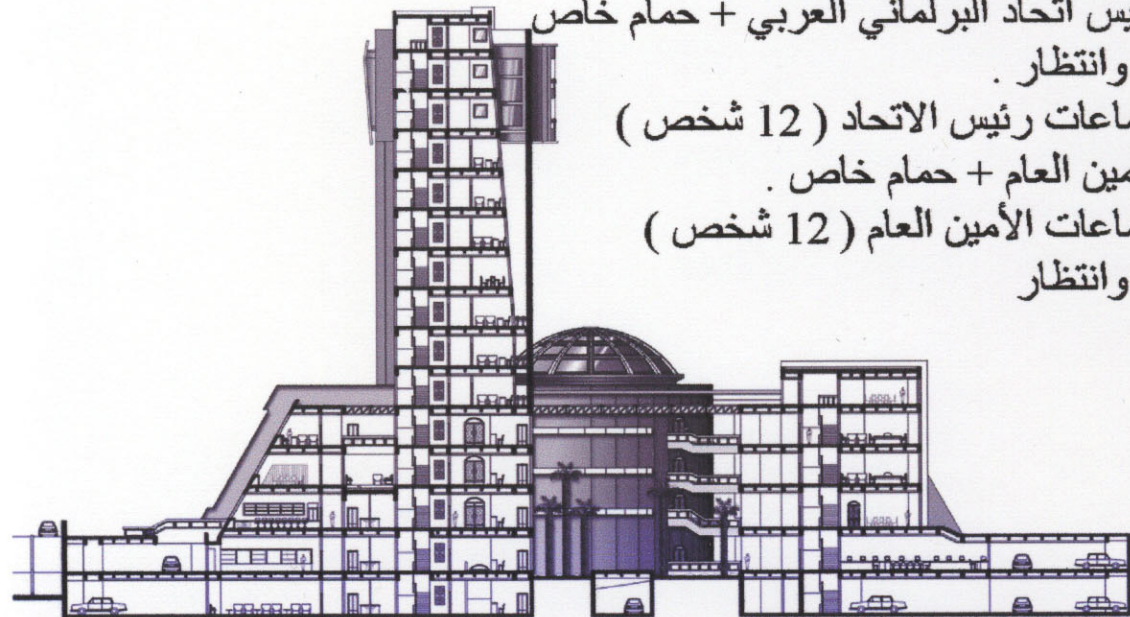 اتحاد البرلماني العربي + حمام خاص
وانتظار .
رئيس الاتحاد ( 12 شخص )
العام + حمام خاص .
الأمين العام ( 12 شخص )
وانتظار